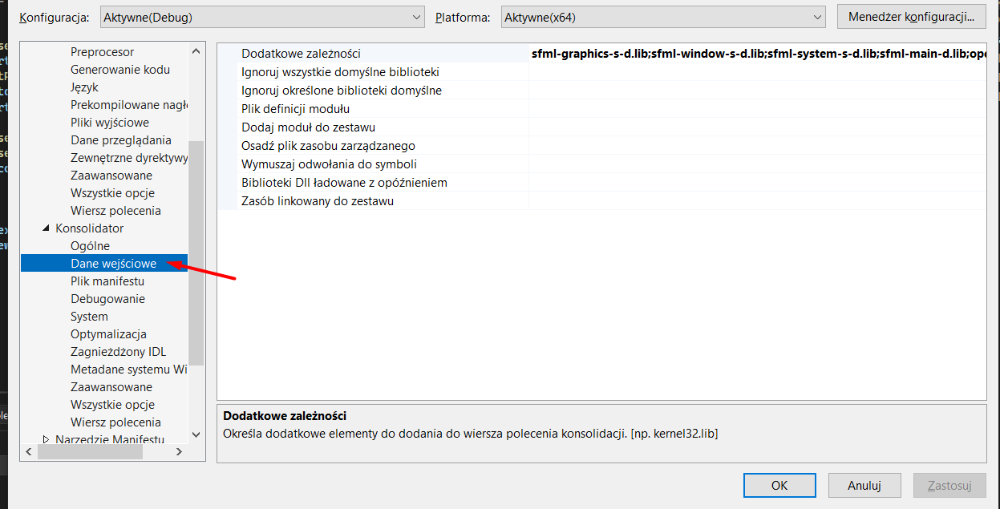 Konfiguracja: Aktywne(Debug) Platforma: Aktywne(x64) Menedżer konfiguracji...
Preprocesor
Generowanie kodu
Język
Prekompilowane nagłó
Pliki wyjściowe
Dane przeglądania
Zewnętrzne dyrektywy
Zaawansowane
Wszystkie opcje
Wiersz polecenia
Konsolidator
Ogólne
Dane wejściowe
Plik manifestu
Debugowanie
System
Optymalizacja
Zagnieżdżony IDL
Metadane systemu Wi
Zaawansowane
Wszystkie opcje
Wiersz polecenia
Narzędzie Manifestu
Dodatkowe zależności sfml-graphics-s-d.lib;sfml-window-s-d.lib;sfml-system-s-d.lib;sfml-main-d.lib;ope
Ignoruj wszystkie domyślne biblioteki
Ignoruj określone biblioteki domyślne
Plik definicji modułu
Dodaj moduł do zestawu
Osadź plik zasobu zarządzanego
Wymuszaj odwołania do symboli
Biblioteki Dll ładowane z opóźnieniem
Zasób linkowany do zestawu
Dodatkowe zależności
Określa dodatkowe elementy do dodania do wiersza polecenia konsolidacji. [np. kernel32.lib]
OK Anuluj Zastosuj